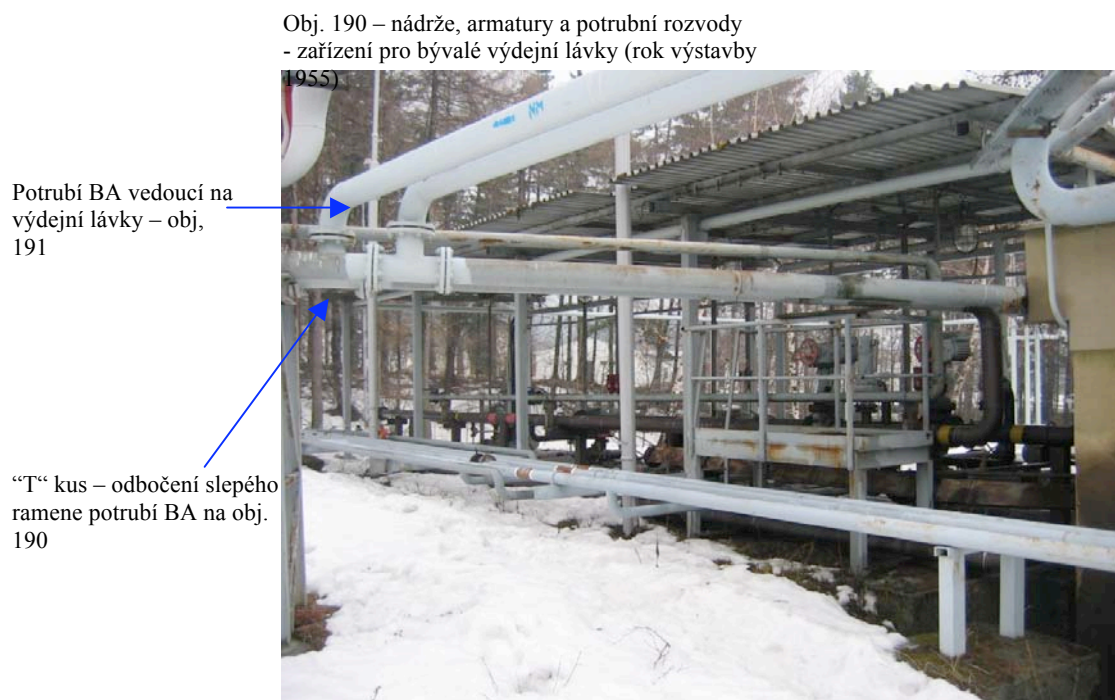 Obj. 190 – nádrže, armatury a potrubní rozvody
- zařízení pro bývalé výdejní lávky (rok výstavby
1955)
Potrubí BA vedoucí na
výdejní lávky – obj,
191
“T“ kus – odbočení slepého
ramene potrubí BA na obj.
190